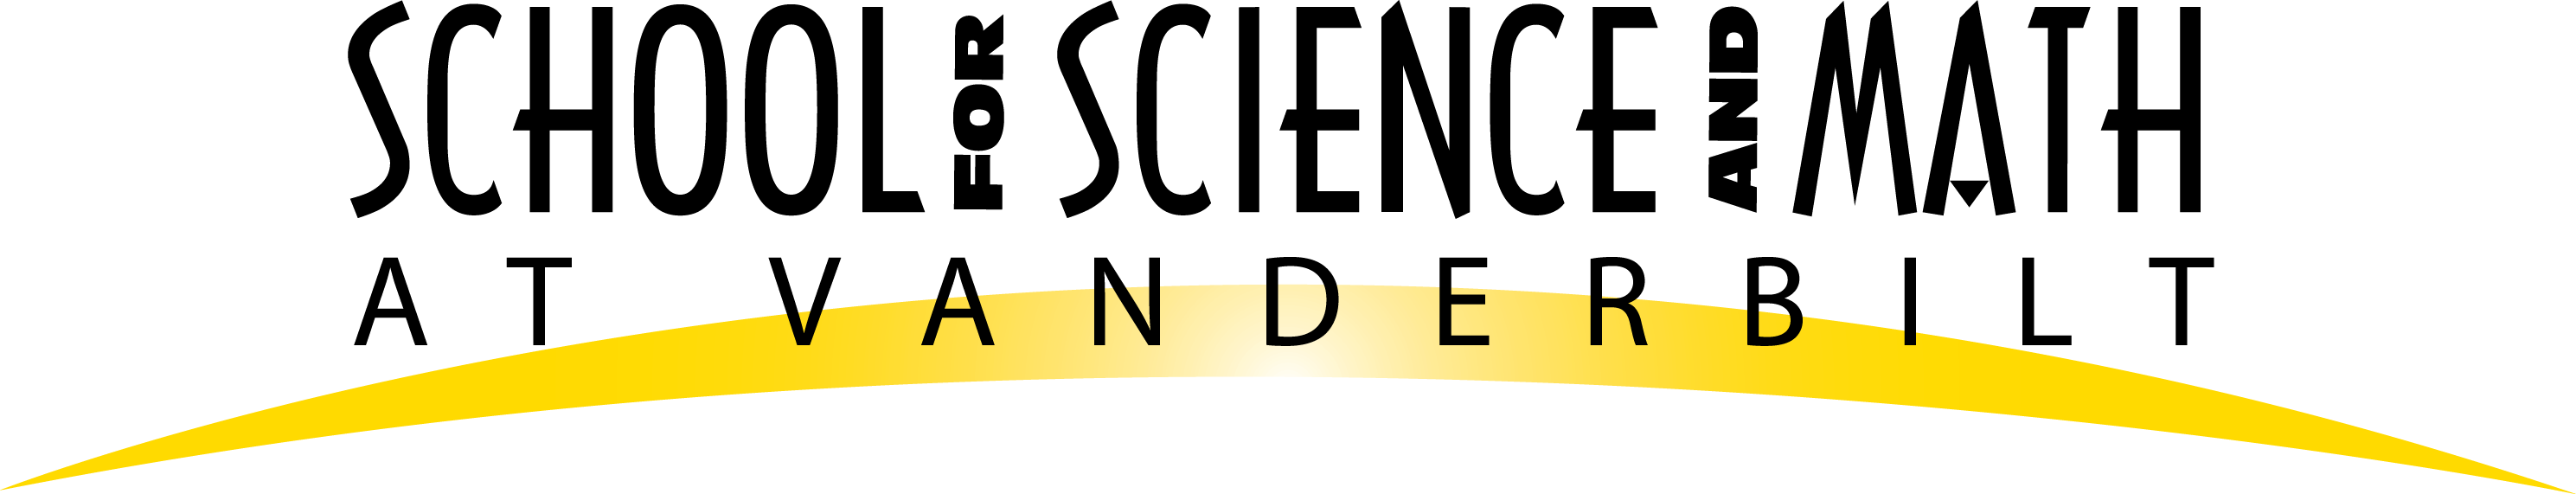 SCHOOL FOR SCIENCE AND MATH
AT VANDERBILT